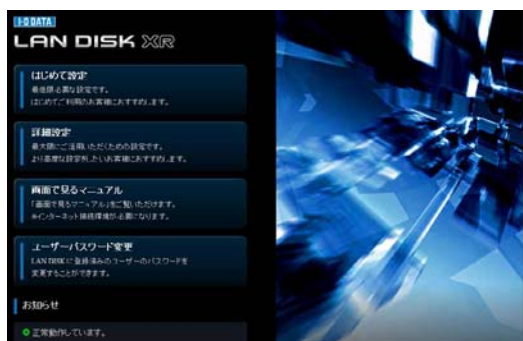 I-O DATA
LAN DISK XR
はじめて設定
最低限必要な設定です。
はじめてご利用のお客様におすすめします。
詳細設定
最大限にご活用いただくための設定です。
より高度な設定をしたいお客様におすすめします。
画面で見るマニュアル
「画面で見るマニュアル」をご覧いただけます。
※インターネット接続環境が必要になります。
ユーザーパスワード変更
LAN DISKに登録済みのユーザーのパスワードを
変更することができます。
お知らせ
正常動作しています。